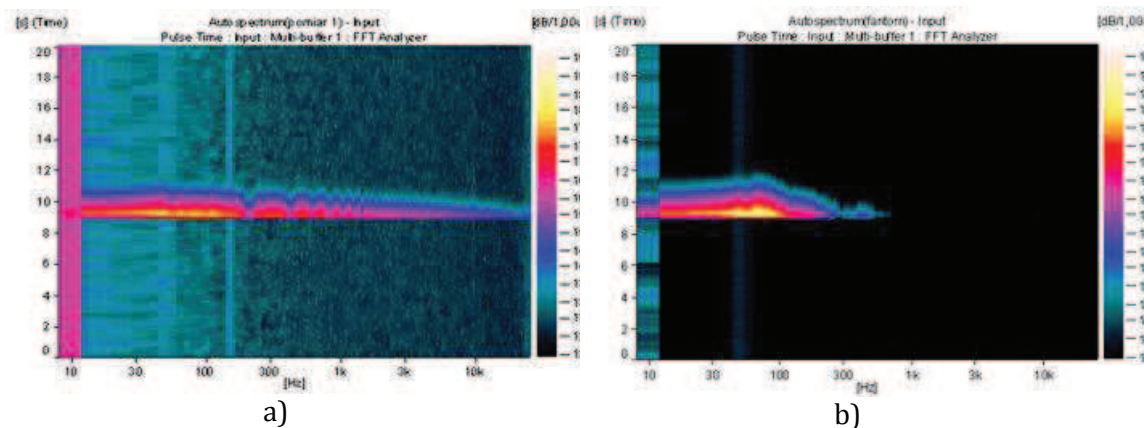 [s] (Time) Autospectrum(pomiar 1) - Input
Pulse Time : Input : Multi-buffer 1 : FFT Analyzer
20
18
16
14
12
10
8
6
4
2
0
10 30 100 300 1k 3k 10k
[Hz]
a)
[s] (Time) Autospectrum(fantom) - Input [dB/1,00
Pulse Time : Input : Multi-buffer 1 : FFT Analyzer
20
18
16
14
12
10
8
6
4
2
0
10 30 100 300 1k 3k 10k
[Hz]
b)